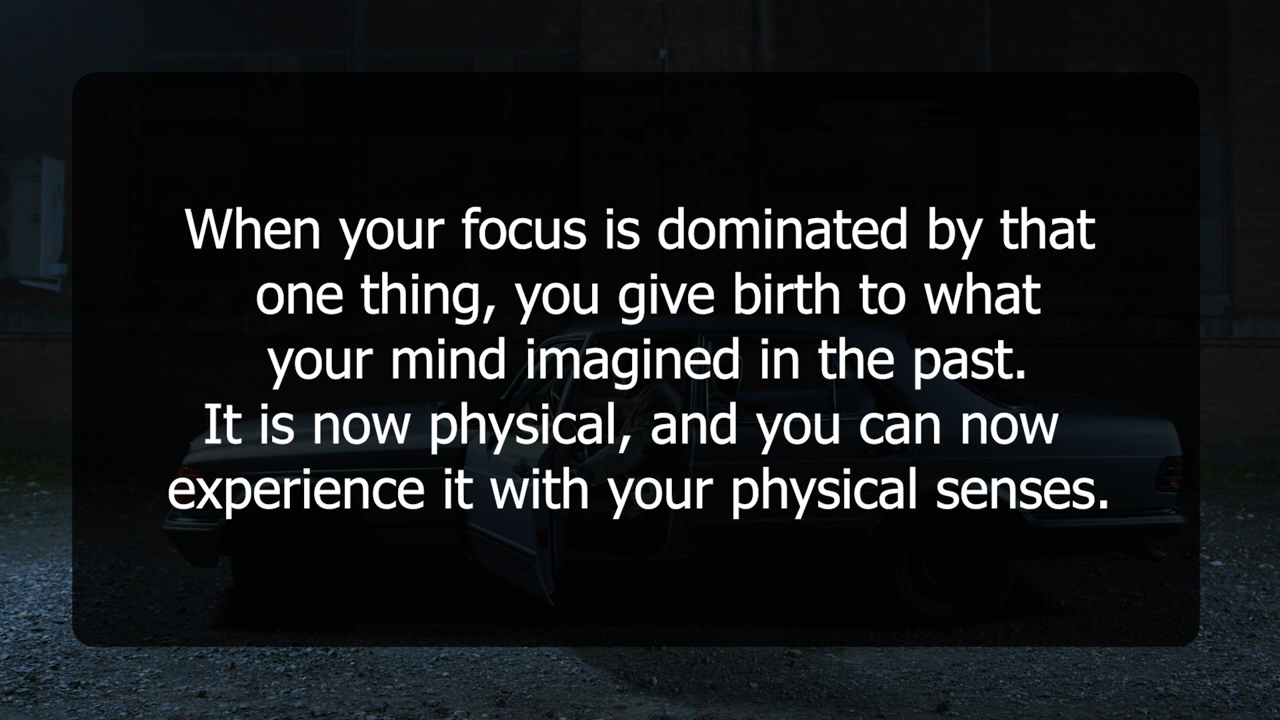 When your focus is dominated by that
one thing, you give birth to what
your mind imagined in the past.
It is now physical, and you can now
experience it with your physical senses.